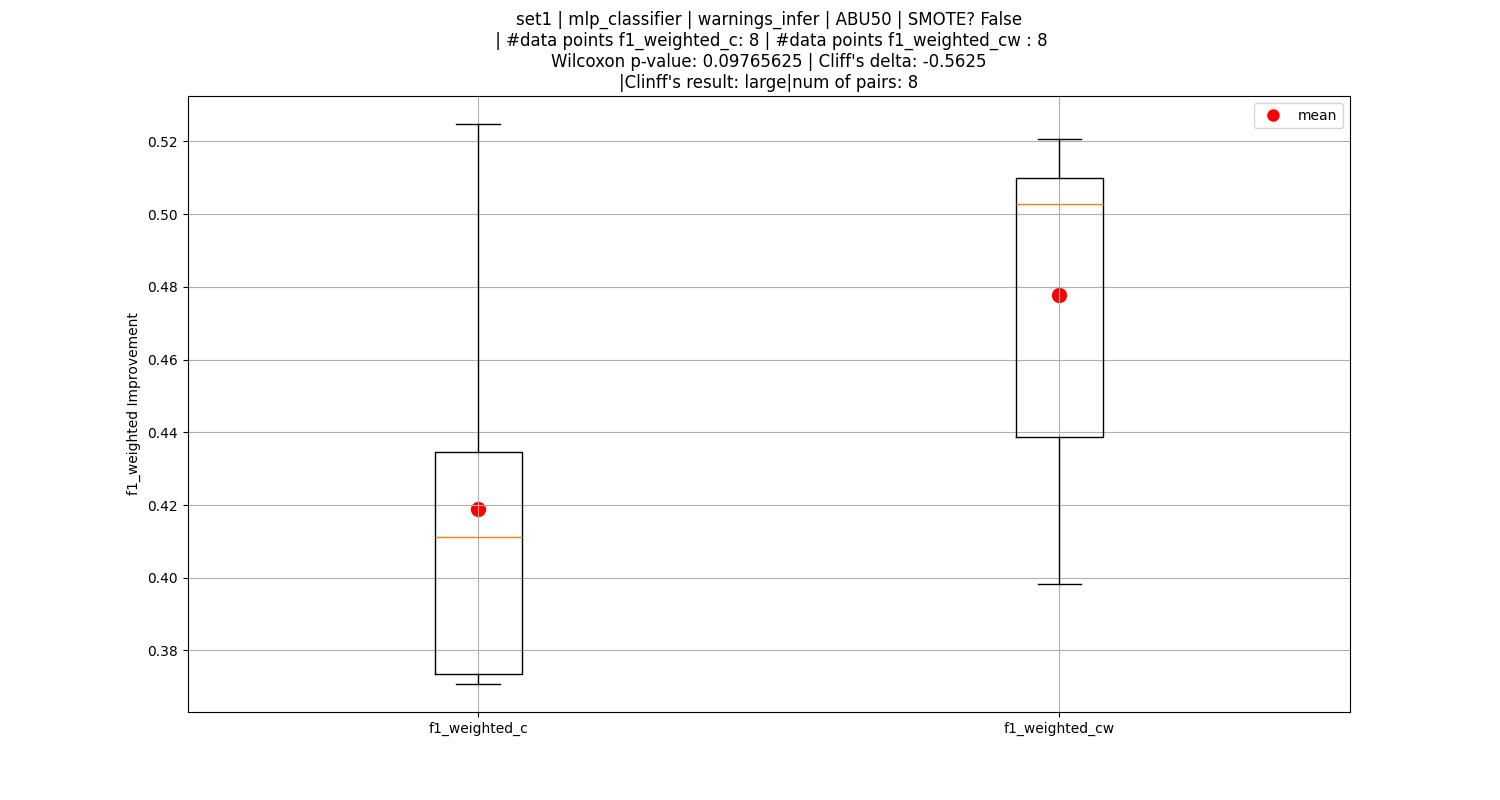 set1 | mlp_classifier | warnings_infer | ABU50 | SMOTE? False
| #data points f1_weighted_c: 8 | #data points f1_weighted_cw : 8
Wilcoxon p-value: 0.09765625 | Cliff's delta: -0.5625
|Clinff's result: large|num of pairs: 8
mean
0.52
0.50
0.48
0.46
0.44
0.42
0.40
0.38
f1_weighted Improvement
f1_weighted_c
f1_weighted_cw